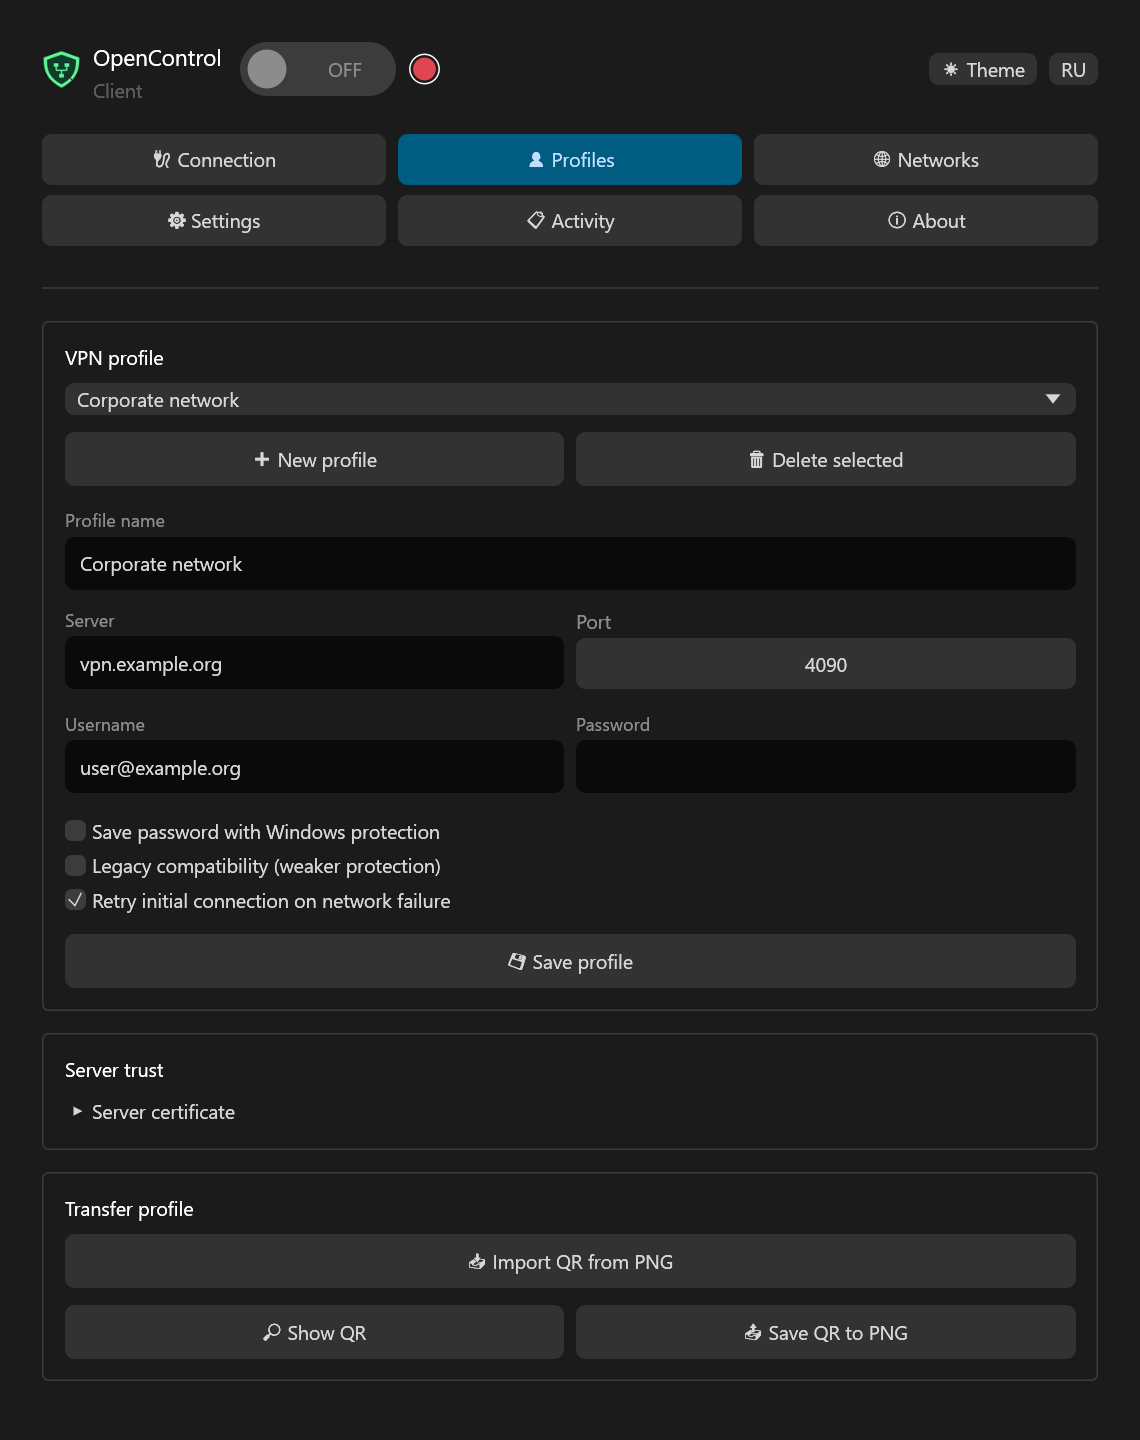 OpenControl
Client
OFF
Theme
RU
Connection
Profiles
Networks
Settings
Activity
About
VPN profile
Corporate network
New profile
Delete selected
Profile name
Corporate network
Server
Port
vpn.example.org
4090
Username
Password
user@example.org
Save password with Windows protection
Legacy compatibility (weaker protection)
Retry initial connection on network failure
Save profile
Server trust
Server certificate
Transfer profile
Import QR from PNG
Show QR
Save QR to PNG